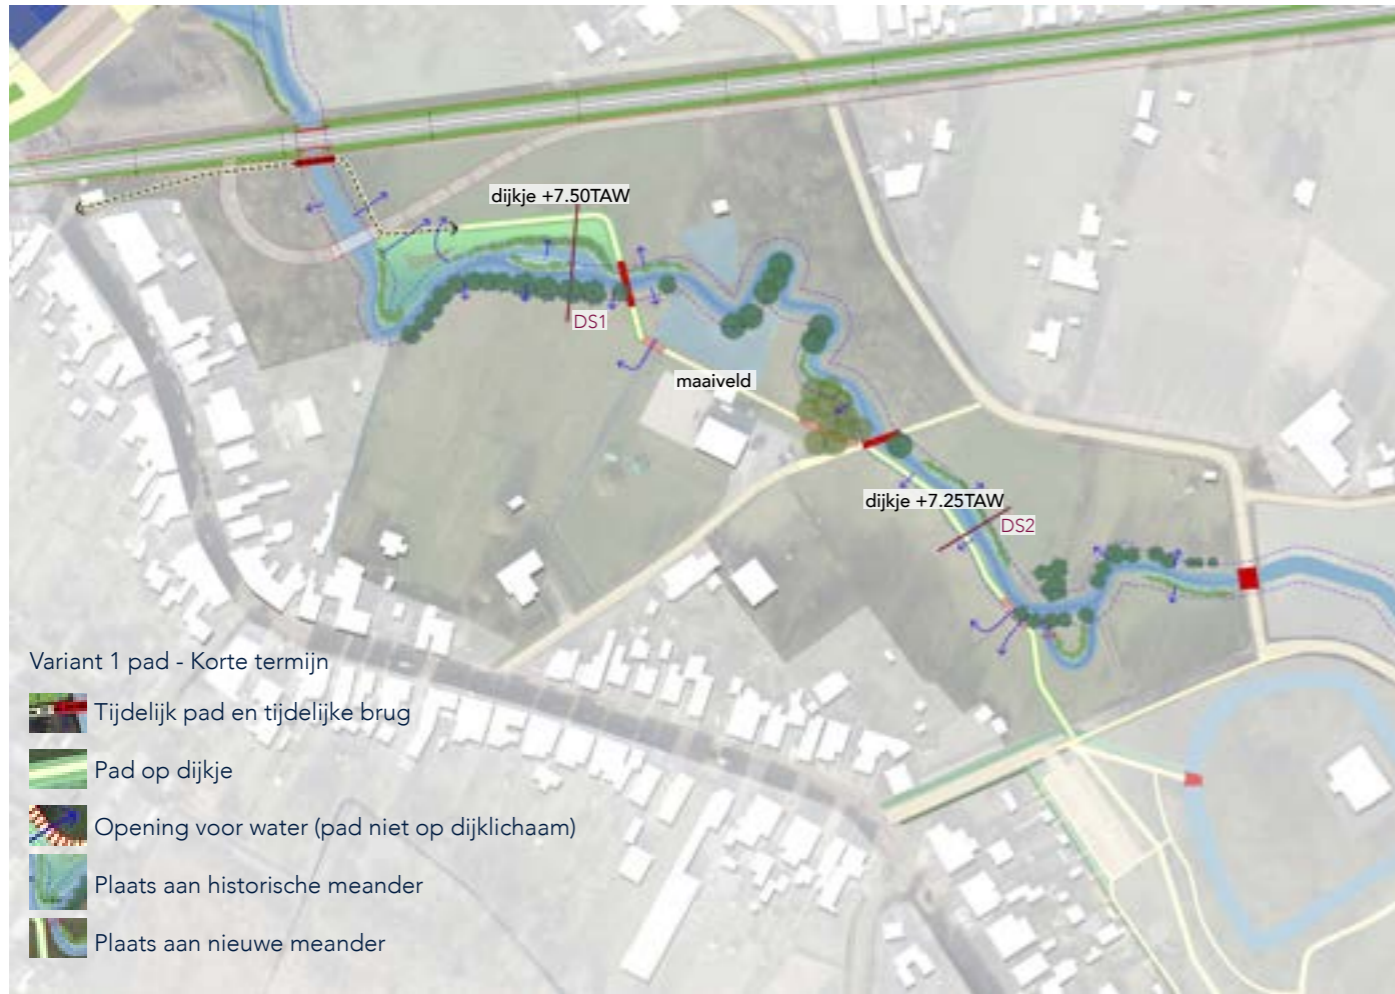 dijkje +7.50TAW
DS1
maaiveld
dijkje +7.25TAW
DS2
Variant 1 pad - Korte termijn
Tijdelijk pad en tijdelijke brug
Pad op dijkje
Opening voor water (pad niet op dijklichaam)
Plaats aan historische meander
Plaats aan nieuwe meander